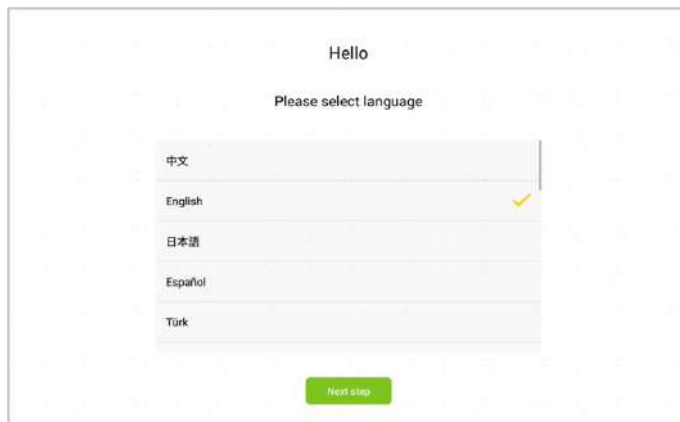 Hello
Please select language
中文
English
日本語
Español
Türk
Next step